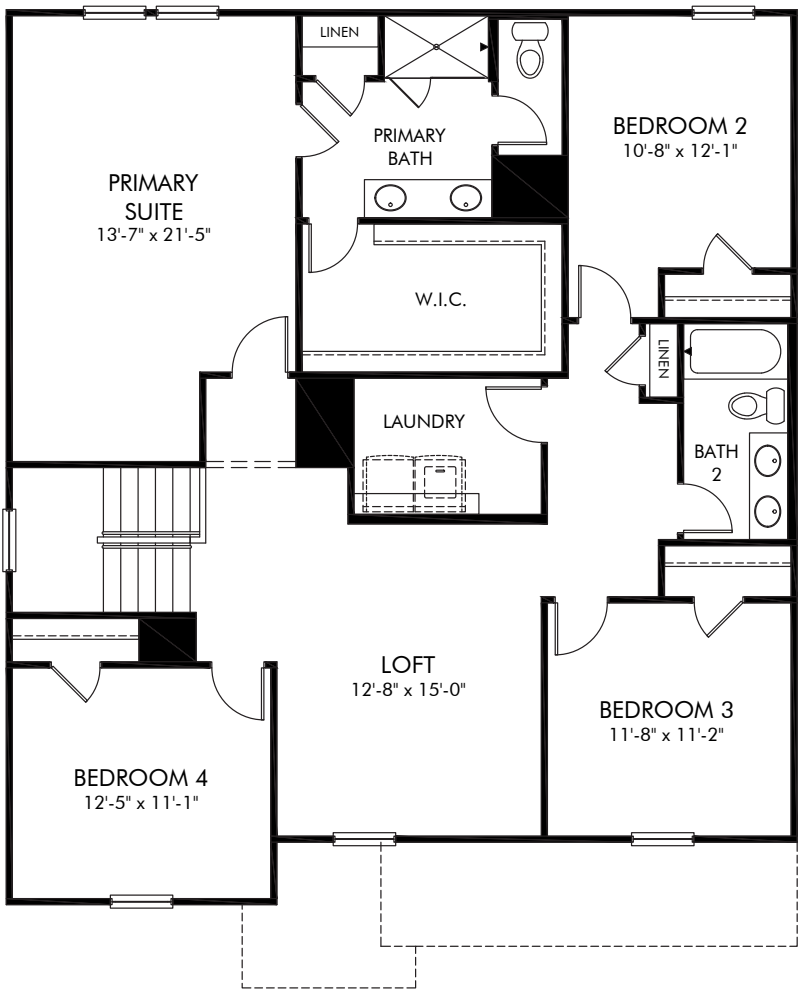 LINEN
PRIMARY
BATH
BEDROOM 2
10'-8" x 12'-1"
PRIMARY
SUITE
13'-7" x 21'-5"
W.I.C.
LINEN
LAUNDRY
BATH
2
LOFT
12'-8" x 15'-0"
BEDROOM 3
11'-8" x 11'-2"
BEDROOM 4
12'-5" x 11'-1"